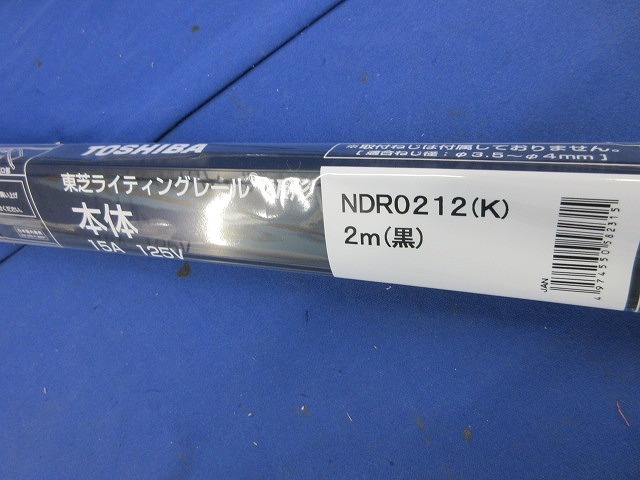 TOSHIBA
東芝ライティングレール
本体
15A 125V
※取付ねじは付属しておりません。
[適合ねじ径:φ3.5~φ4mm]
NDR0212(K)
2m(黒)
JAN
4974550582315